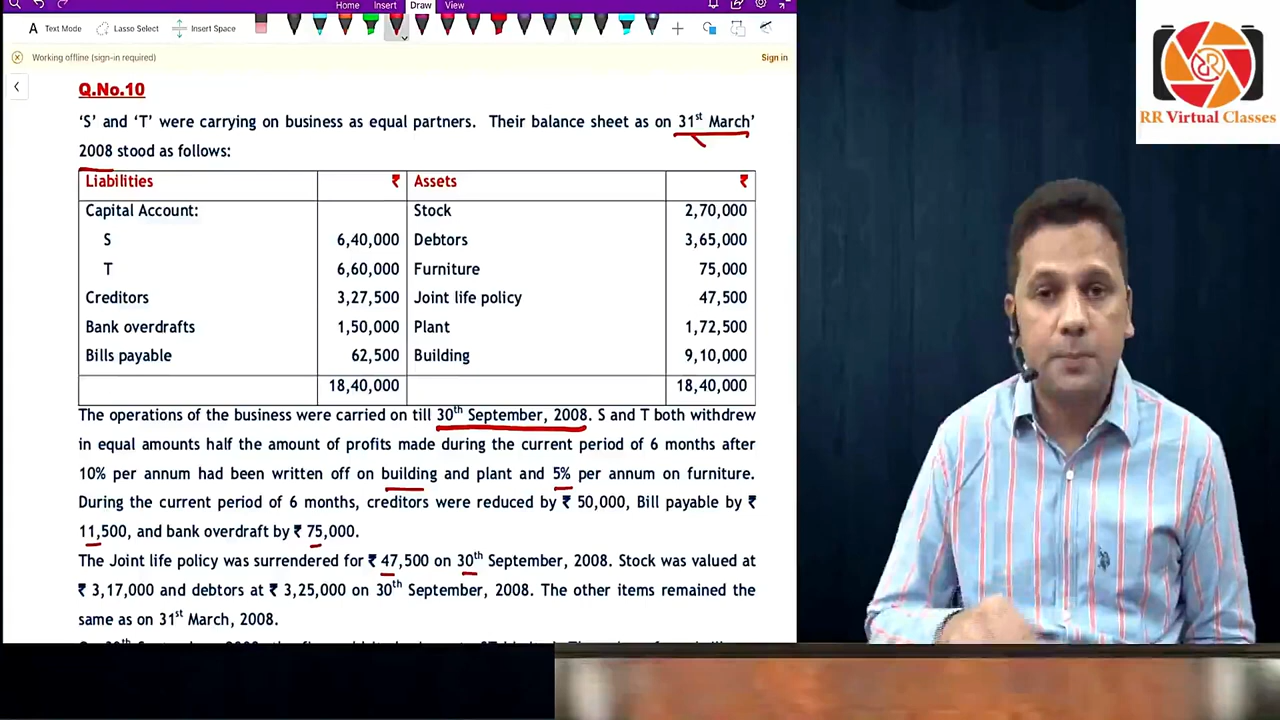 Home Insert Draw View
Text Mode Lasso Select Insert Space
Working offline (sign-in required) Sign in
RR Virtual Classes
Q.No.10
‘S’ and ‘T’ were carrying on business as equal partners. Their balance sheet as on 31st March’
2008 stood as follows:
Liabilities ₹ Assets ₹
Capital Account: Stock 2,70,000
S 6,40,000 Debtors 3,65,000
T 6,60,000 Furniture 75,000
Creditors 3,27,500 Joint life policy 47,500
Bank overdrafts 1,50,000 Plant 1,72,500
Bills payable 62,500 Building 9,10,000
18,40,000 18,40,000
The operations of the business were carried on till 30th September, 2008. S and T both withdrew
in equal amounts half the amount of profits made during the current period of 6 months after
10% per annum had been written off on building and plant and 5% per annum on furniture.
During the current period of 6 months, creditors were reduced by ₹ 50,000, Bill payable by ₹
11,500, and bank overdraft by ₹ 75,000.
The Joint life policy was surrendered for ₹ 47,500 on 30th September, 2008. Stock was valued at
₹ 3,17,000 and debtors at ₹ 3,25,000 on 30th September, 2008. The other items remained the
same as on 31st March, 2008.